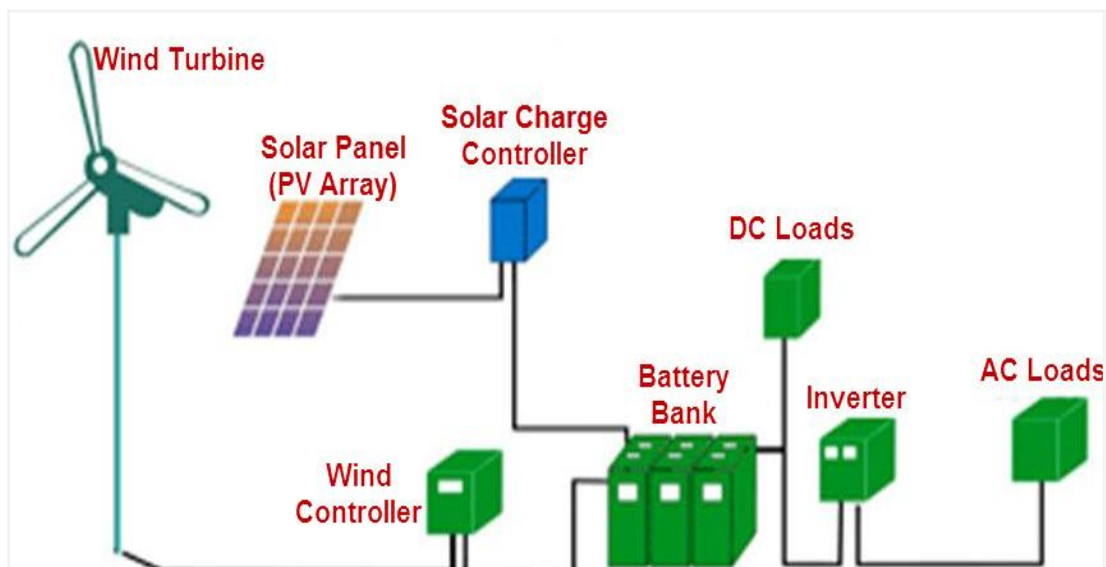 Wind Turbine
Solar Panel
(PV Array)
Solar Charge
Controller
DC Loads
Battery
Bank
Inverter
AC Loads
Wind
Controller